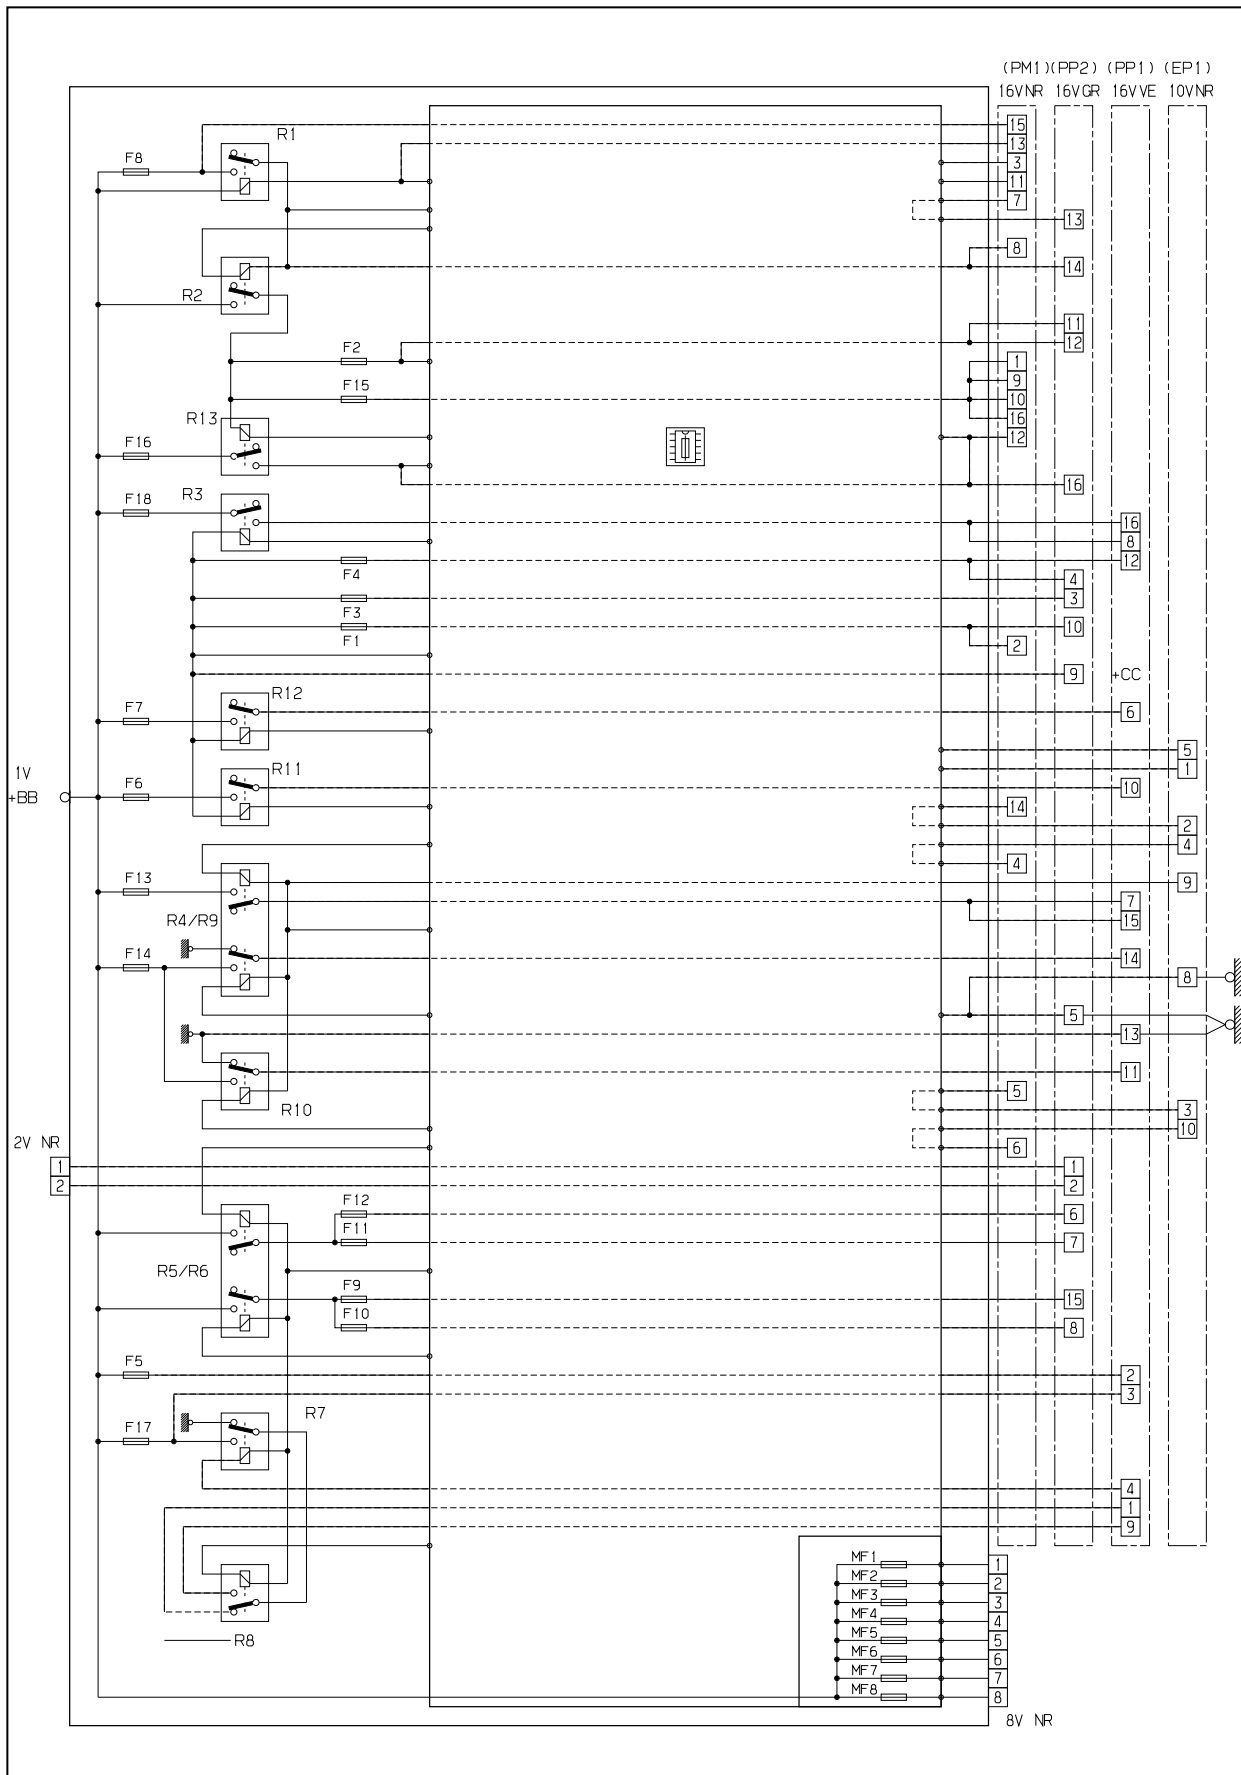 (PM1)(PP2) (PP1) (EP1)
16VNR 16VGR 16VVE 10VNR
15
R1
13
F8
3
11
7
13
8
14
R2
11
12
F2
1
F15
9
10
R13
16
F16
12
16
R3
F18
16
8
12
F4
4
3
F3
10
F1
2
9 +CC
R12
F7
6
5
R11
1
1V
F6
10
+BB
14
2
4
4
F13
9
7
R4/R9
15
F14
14
8
5
13
11
5
R10
3
10
2V NR
6
1
1
2
2
F12
6
F11
7
R5/R6
F9
15
F10
8
F5
2
3
R7
F17
4
1
9
MF1
1
MF2
2
MF3
3
MF4
4
R8
MF5
5
MF6
6
MF7
7
MF8
8
8V NR